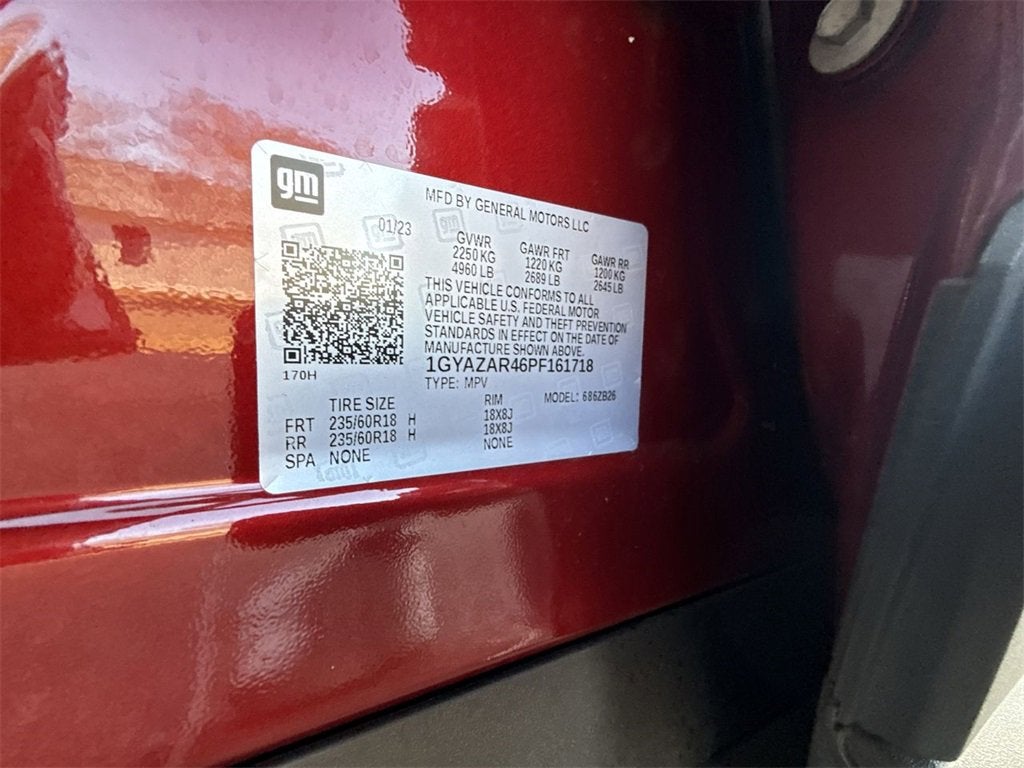 gm
MFD BY GENERAL MOTORS LLC
01/23
GVWR GAWR FRT GAWR RR
2250 KG 1220 KG 1200 KG
4960 LB 2689 LB 2645 LB
THIS VEHICLE CONFORMS TO ALL
APPLICABLE U.S. FEDERAL MOTOR
VEHICLE SAFETY AND THEFT PREVENTION
STANDARDS IN EFFECT ON THE DATE OF
MANUFACTURE SHOWN ABOVE.
1GYAZAR46PF161718
170H
TYPE: MPV
MODEL: 686ZB26
TIRE SIZE RIM
FRT 235/60R18 H 18X8J
RR 235/60R18 H 18X8J
SPA NONE NONE